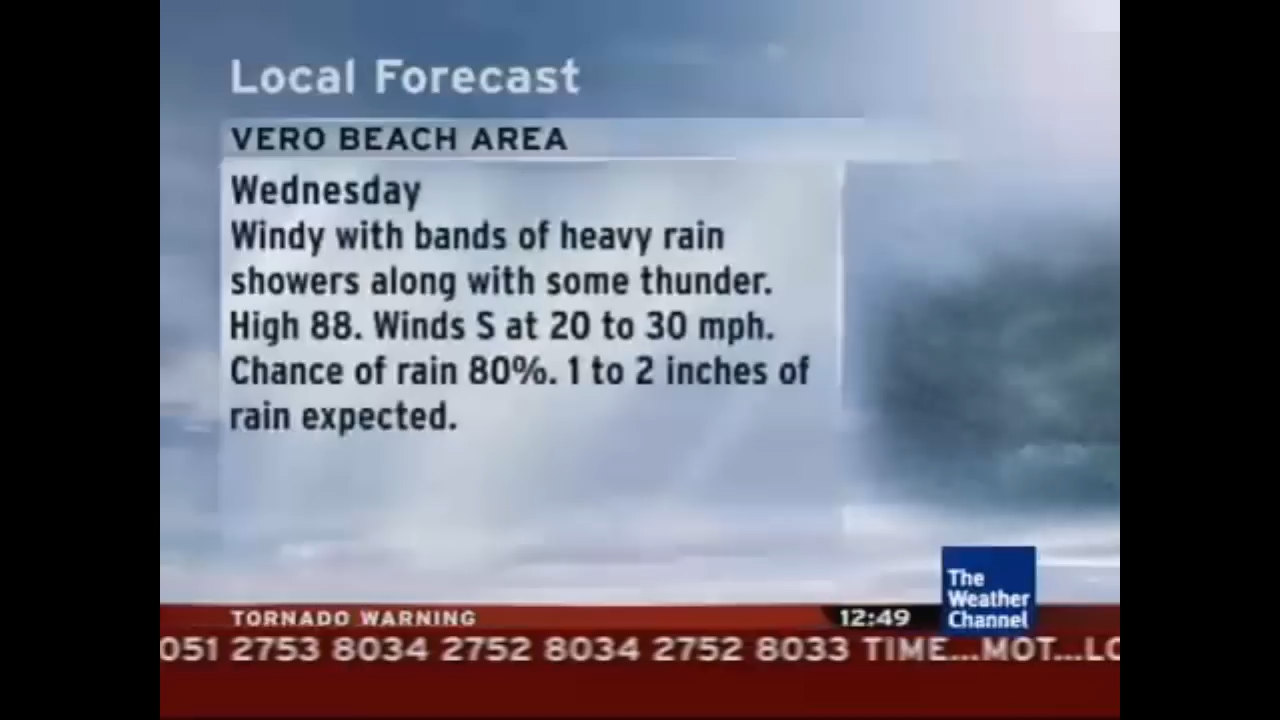 Local Forecast
VERO BEACH AREA
Wednesday
Windy with bands of heavy rain
showers along with some thunder.
High 88. Winds S at 20 to 30 mph.
Chance of rain 80%. 1 to 2 inches of
rain expected.
The
Weather
Channel
TORNADO WARNING 12:49
051 2753 8034 2752 8034 2752 8033 TIME...MOT...LO